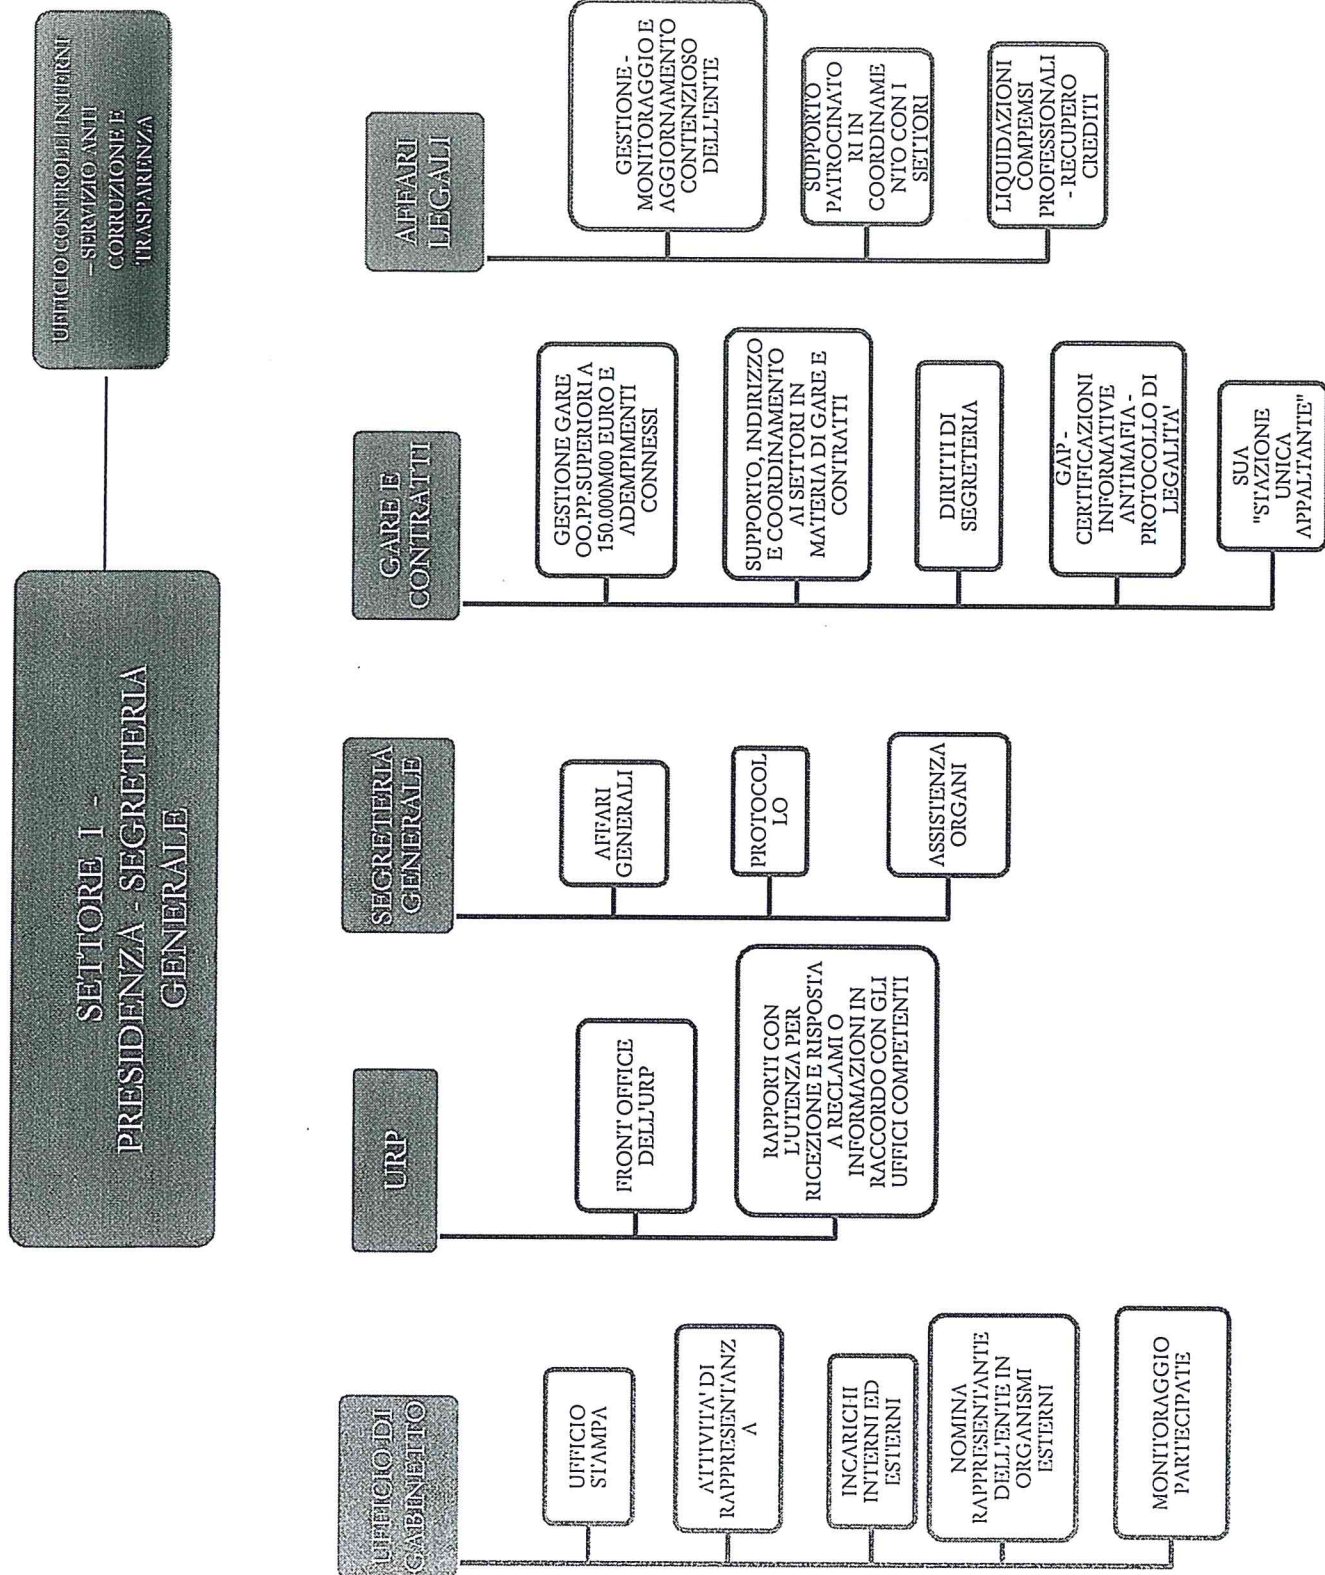 SETTORE I -
PRESIDENZA - SEGRETERIA
GENERALE
UFFICIO CONTROLLI INTERNI
– SERVIZIO ANTI
CORRUZIONE E
TRASPARENZA
UFFICIO DI
GABINETTO
UFFICIO
STAMPA
ATTIVITA' DI
RAPPRESENTANZ
A
INCARICHI
INTERNI ED
ESTERNI
NOMINA
RAPPRESENTANTE
DELL'ENTE IN
ORGANISMI
ESTERNI
MONITORAGGIO
PARTECIPATE
URP
FRONT OFFICE
DELL'URP
RAPPORTI CON
L'UTENZA PER
RICEZIONE E RISPOSTA
A RECLAMI O
INFORMAZIONI IN
RACCORDO CON GLI
UFFICI COMPETENTI
SEGRETERIA
GENERALE
AFFARI
GENERALI
PROTOCOL
LO
ASSISTENZA
ORGANI
GARE E
CONTRATTI
GESTIONE GARE
OO.PP.SUPERIORI A
150.000M00 EURO E
ADEMPIMENTI
CONNESSI
SUPPORTO, INDIRIZZO
E COORDINAMENTO
AI SETTORI IN
MATERIA DI GARE E
CONTRATTI
DIRITTI DI
SEGRETERIA
GAP -
CERTIFICAZIONI
INFORMATIVE
ANTIMAFIA -
PROTOCOLLO DI
LEGALITA'
SUA
"STAZIONE
UNICA
APPALTANTE"
AFFARI
LEGALI
GESTIONE -
MONITORAGGIO E
AGGIORNAMENTO
CONTENZIOSO
DELL'ENTE
SUPPORTO
PATROCINATO
RI IN
COORDINAME
NTO CON I
SETTORI
LIQUIDAZIONI
COMPEMSI
PROFESSIONALI
- RECUPERO
CREDITI